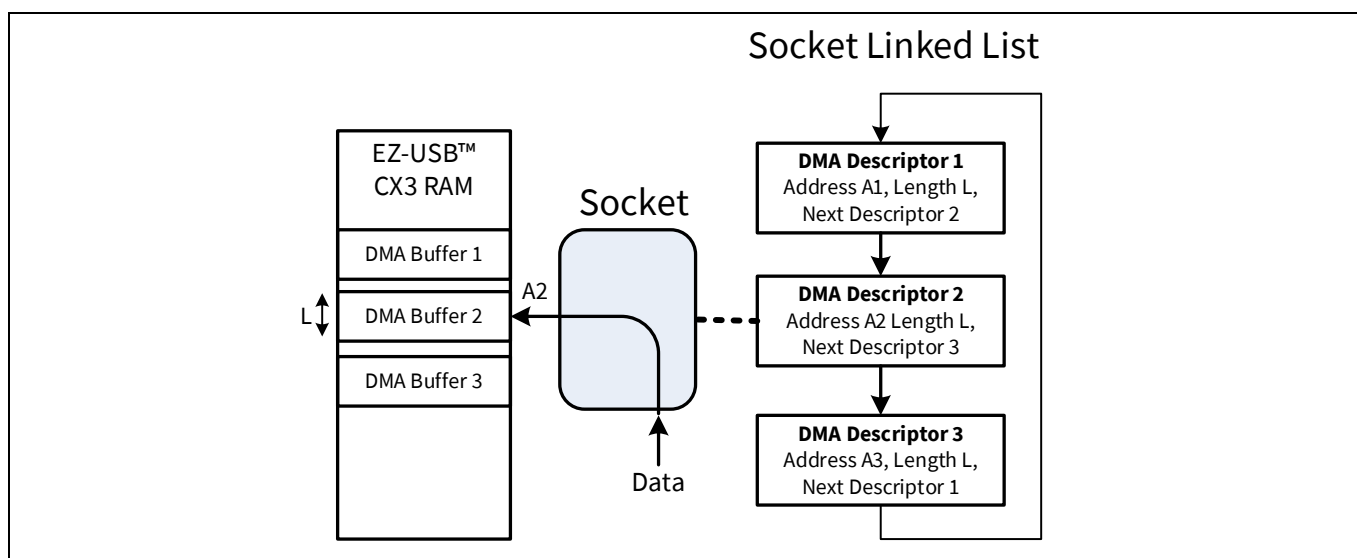 Socket Linked List
EZ-USB™
CX3 RAM
DMA Buffer 1
L
DMA Buffer 2
DMA Buffer 3
A2
Socket
Data
DMA Descriptor 1
Address A1, Length L,
Next Descriptor 2
DMA Descriptor 2
Address A2 Length L,
Next Descriptor 3
DMA Descriptor 3
Address A3, Length L,
Next Descriptor 1